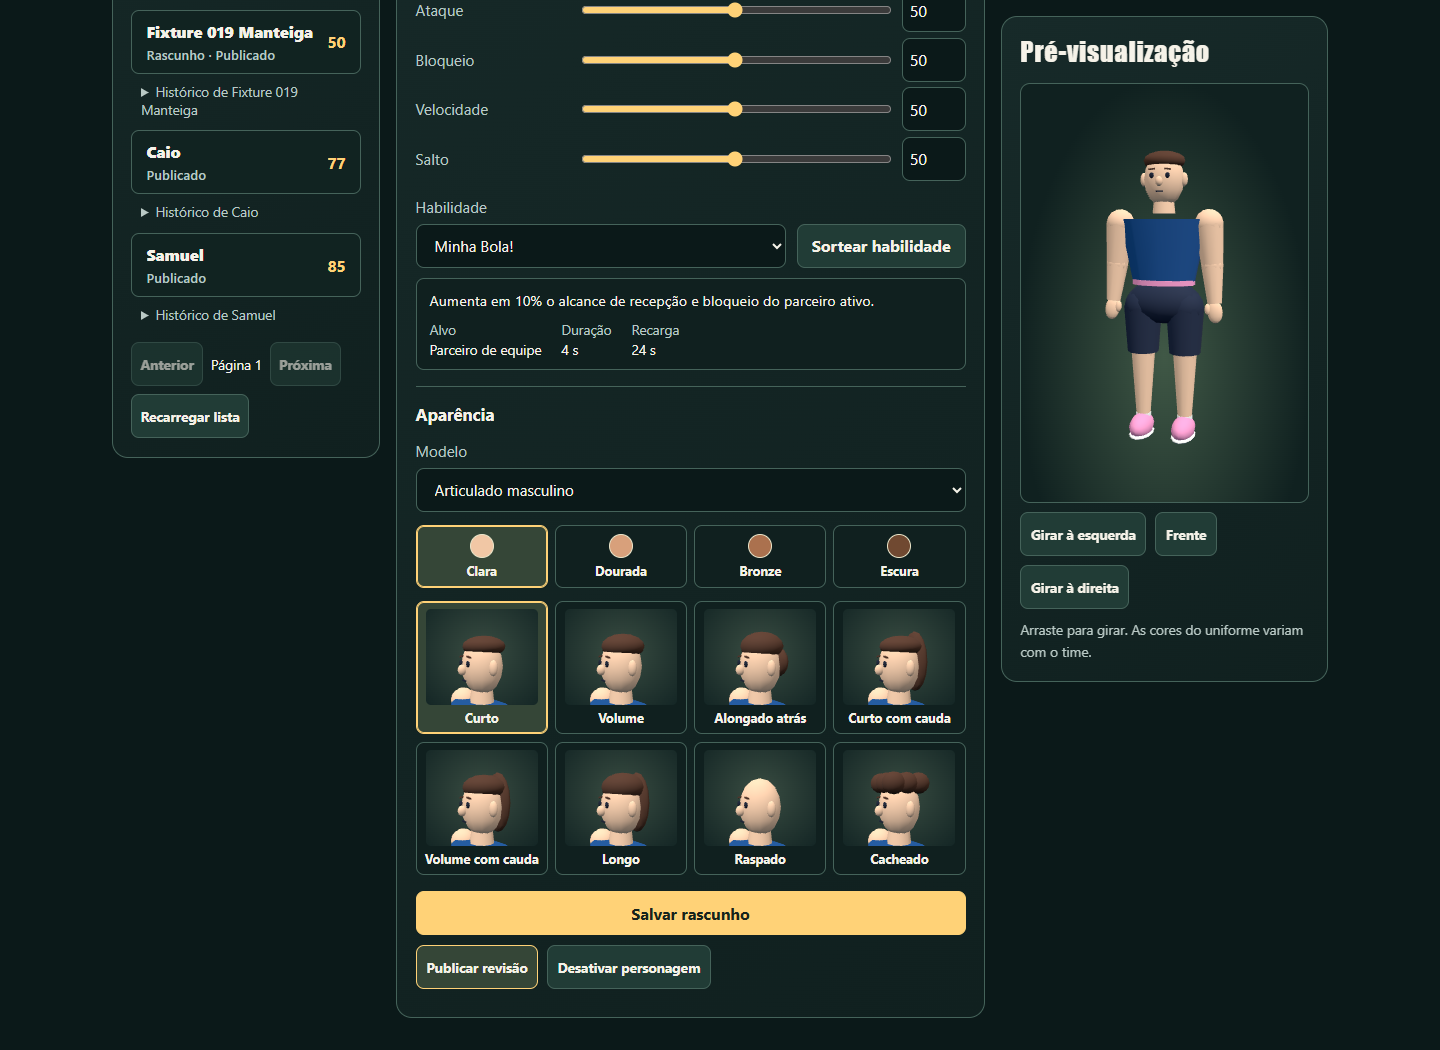 Fixture 019 Manteiga
50
Rascunho · Publicado
▶ Histórico de Fixture 019
Manteiga
Caio
77
Publicado
▶ Histórico de Caio
Samuel
85
Publicado
▶ Histórico de Samuel
Anterior
Página 1
Próxima
Recarregar lista
Ataque
50
Bloqueio
50
Velocidade
50
Salto
50
Habilidade
Minha Bola!
Sortear habilidade
Aumenta em 10% o alcance de recepção e bloqueio do parceiro ativo.
Alvo
Duração
Recarga
Parceiro de equipe
4 s
24 s
Aparência
Modelo
Articulado masculino
Clara
Dourada
Bronze
Escura
Curto
Volume
Alongado atrás
Curto com cauda
Volume com cauda
Longo
Raspado
Cacheado
Salvar rascunho
Publicar revisão
Desativar personagem
Pré-visualização
Girar à esquerda
Frente
Girar à direita
Arraste para girar. As cores do uniforme variam
com o time.